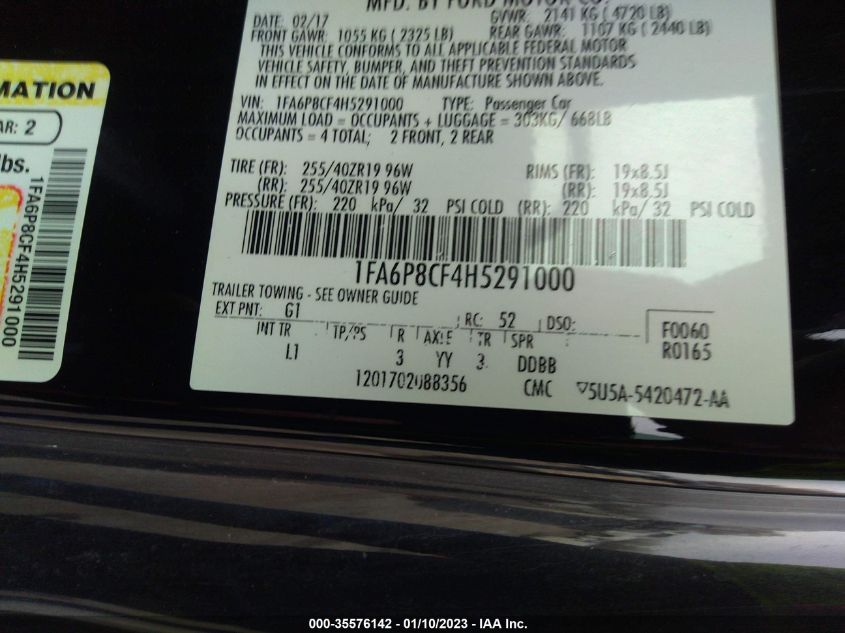 MFD. BY FORD MOTOR CO.
DATE: 02/17 GVWR: 2141 KG ( 4720 LB)
FRONT GAWR: 1055 KG ( 2325 LB) REAR GAWR: 1107 KG ( 2440 LB)
THIS VEHICLE CONFORMS TO ALL APPLICABLE FEDERAL MOTOR
VEHICLE SAFETY, BUMPER, AND THEFT PREVENTION STANDARDS
IN EFFECT ON THE DATE OF MANUFACTURE SHOWN ABOVE.
VIN: 1FA6P8CF4H5291000 TYPE: Passenger Car
MAXIMUM LOAD = OCCUPANTS + LUGGAGE = 303KG/ 668LB
OCCUPANTS = 4 TOTAL; 2 FRONT, 2 REAR
TIRE (FR): 255/40ZR19 96W RIMS (FR): 19x8.5J
(RR): 255/40ZR19 96W (RR): 19x8.5J
PRESSURE (FR): 220 kPa/ 32 PSI COLD (RR): 220 kPa/ 32 PSI COLD
1FA6P8CF4H5291000
TRAILER TOWING - SEE OWNER GUIDE
EXT PNT: G1 RC: 52 DSO:
INT TR TP/PS R AXLE TR SPR
L1 3 YY 3 DDBB
F0060
R0165
1201702088356 CMC ▽5U5A-5420472-AA
MATION
AR: 2
lbs.
1FA6P8CF4H5291000
000-35576142 - 01/10/2023 - IAA Inc.